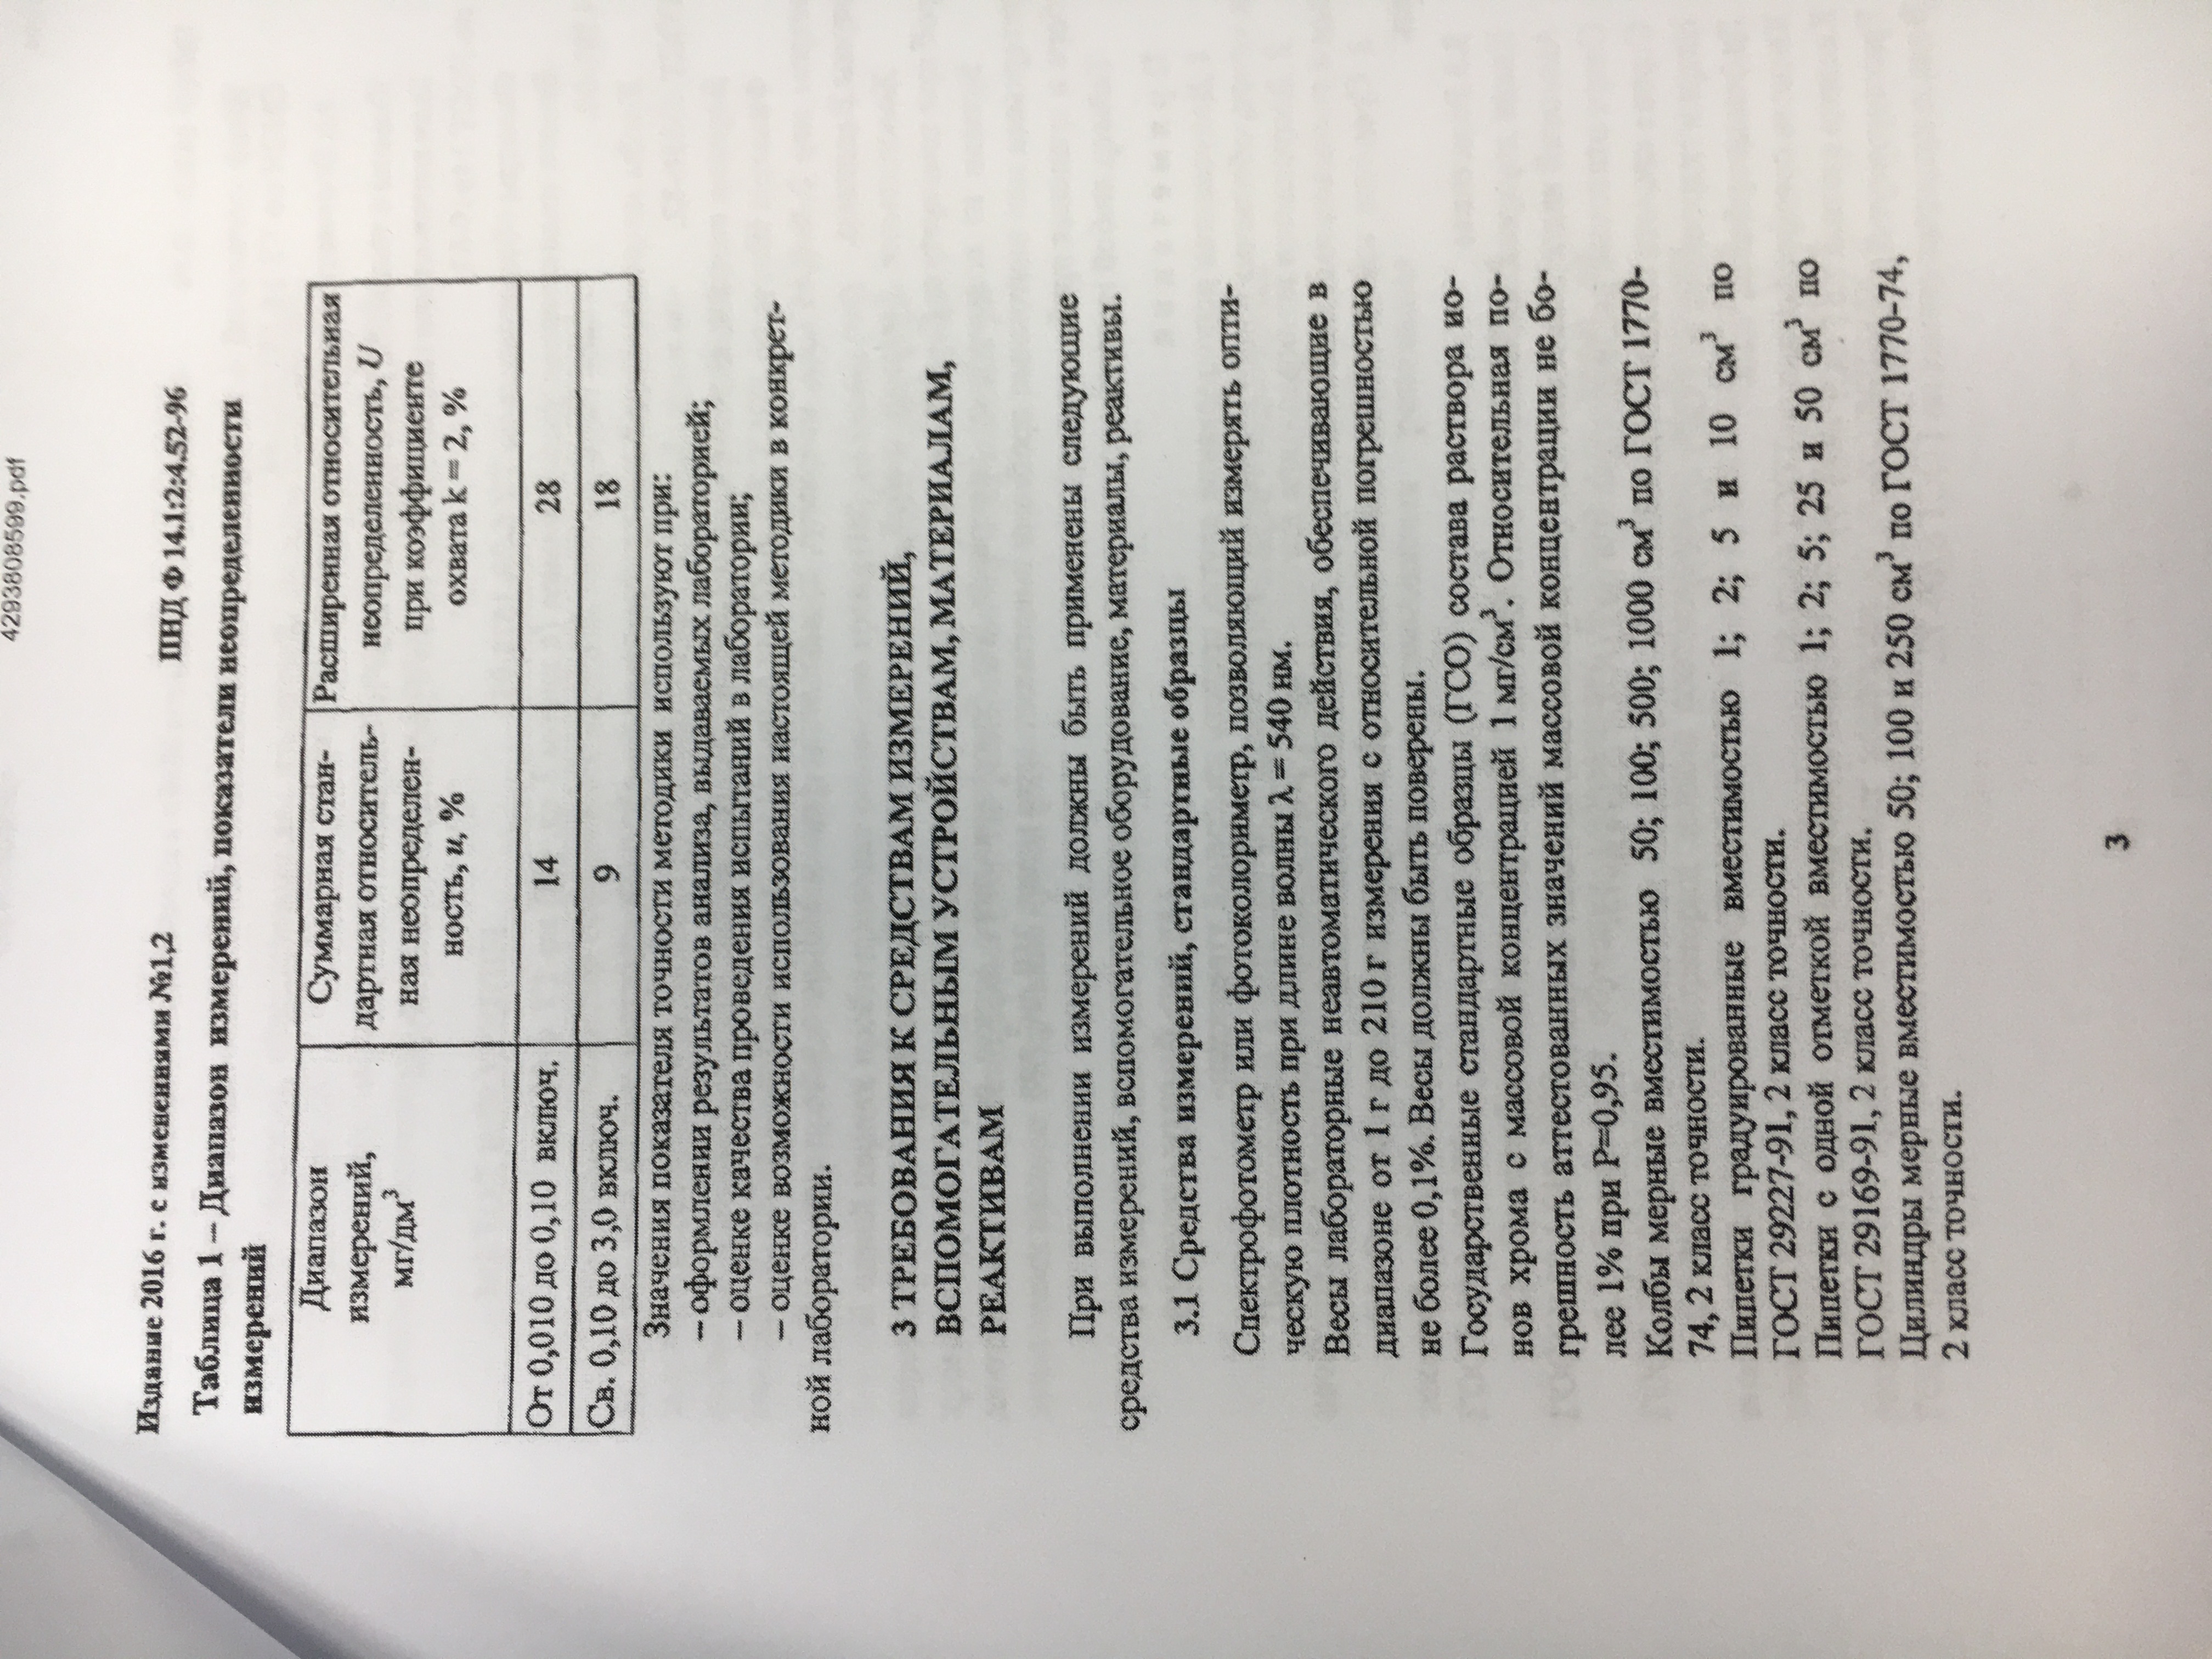 4293808599.pdf
Издание 2016 г. с изменениями №1,2 ПНД Ф 14.1:2:4.52-96
Таблица 1 – Диапазон измерений, показатели неопределенности
измерений
Диапазон
измерений,
мг/дм³
Суммарная стан-
дартная относитель-
ная неопределен-
ность, u, %
Расширенная относительная
неопределенность, U
при коэффициенте
охвата k = 2, %
От 0,010 до 0,10 включ. 14 28
Св. 0,10 до 3,0 включ. 9 18
Значения показателя точности методики используют при:
– оформлении результатов анализа, выдаваемых лабораторией;
– оценке качества проведения испытаний в лаборатории;
– оценке возможности использования настоящей методики в конкрет-
ной лаборатории.
3 ТРЕБОВАНИЯ К СРЕДСТВАМ ИЗМЕРЕНИЙ,
ВСПОМОГАТЕЛЬНЫМ УСТРОЙСТВАМ, МАТЕРИАЛАМ,
РЕАКТИВАМ
При выполнении измерений должны быть применены следующие
средства измерений, вспомогательное оборудование, материалы, реактивы.
3.1 Средства измерений, стандартные образцы
Спектрофотометр или фотоколориметр, позволяющий измерять опти-
ческую плотность при длине волны λ = 540 нм.
Весы лабораторные неавтоматического действия, обеспечивающие в
диапазоне от 1 г до 210 г измерения с относительной погрешностью
не более 0,1%. Весы должны быть поверены.
Государственные стандартные образцы (ГСО) состава раствора ио-
нов хрома с массовой концентрацией 1 мг/см³. Относительная по-
грешность аттестованных значений массовой концентрации не бо-
лее 1% при Р=0,95.
Колбы мерные вместимостью 50; 100; 500; 1000 см³ по ГОСТ 1770-
74, 2 класс точности.
Пипетки градуированные вместимостью 1; 2; 5 и 10 см³ по
ГОСТ 29227-91, 2 класс точности.
Пипетки с одной отметкой вместимостью 1; 2; 5; 25 и 50 см³ по
ГОСТ 29169-91, 2 класс точности.
Цилиндры мерные вместимостью 50; 100 и 250 см³ по ГОСТ 1770-74,
2 класс точности.
3